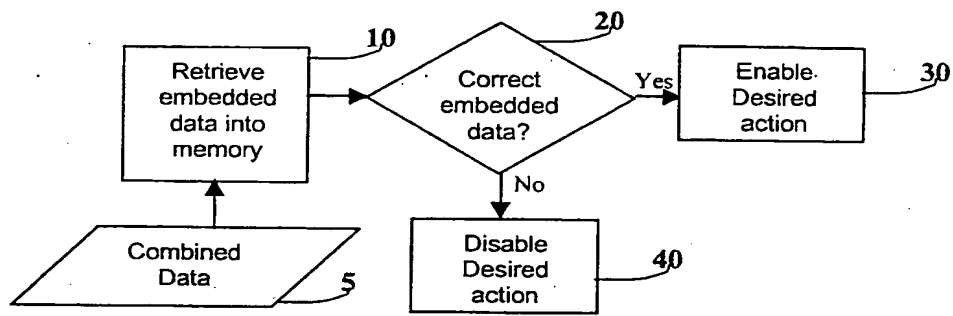 10
Retrieve
embedded
data into
memory
20
Correct
embedded
data?
Yes
30
Enable
Desired
action
No
Combined
Data
5
Disable
Desired
action
40